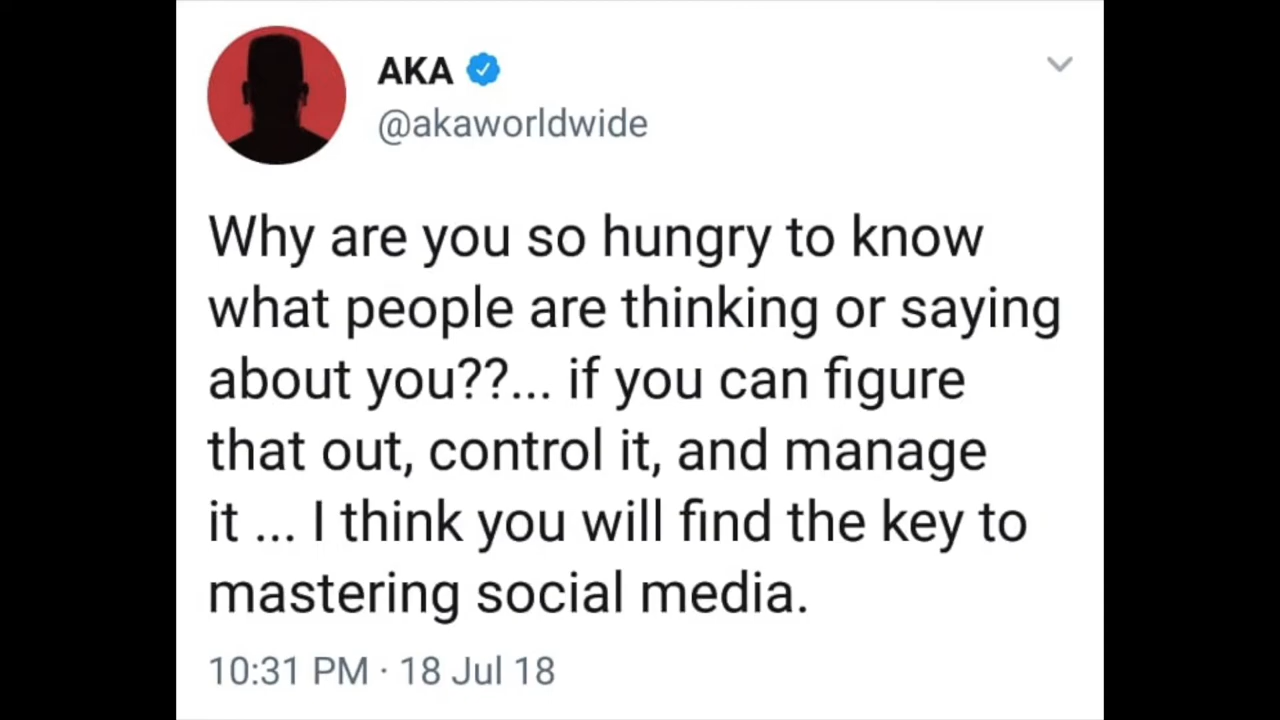 AKA
@akaworldwide
Why are you so hungry to know
what people are thinking or saying
about you??... if you can figure
that out, control it, and manage
it ... I think you will find the key to
mastering social media.
10:31 PM · 18 Jul 18